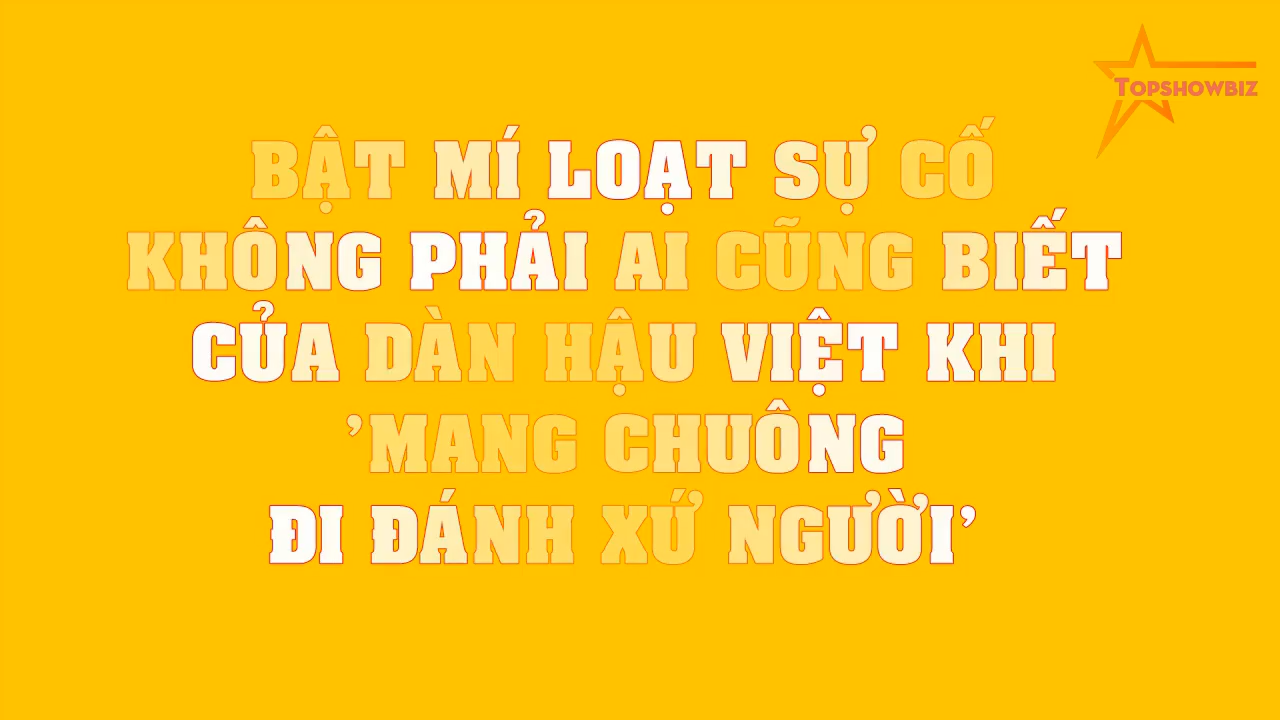 TOPSHOWBIZ
BẬT MÍ LOẠT SỰ CỐ
KHÔNG PHẢI AI CŨNG BIẾT
CỦA DÀN HẬU VIỆT KHI
’MANG CHUÔNG
ĐI ĐÁNH XỨ NGƯỜI’